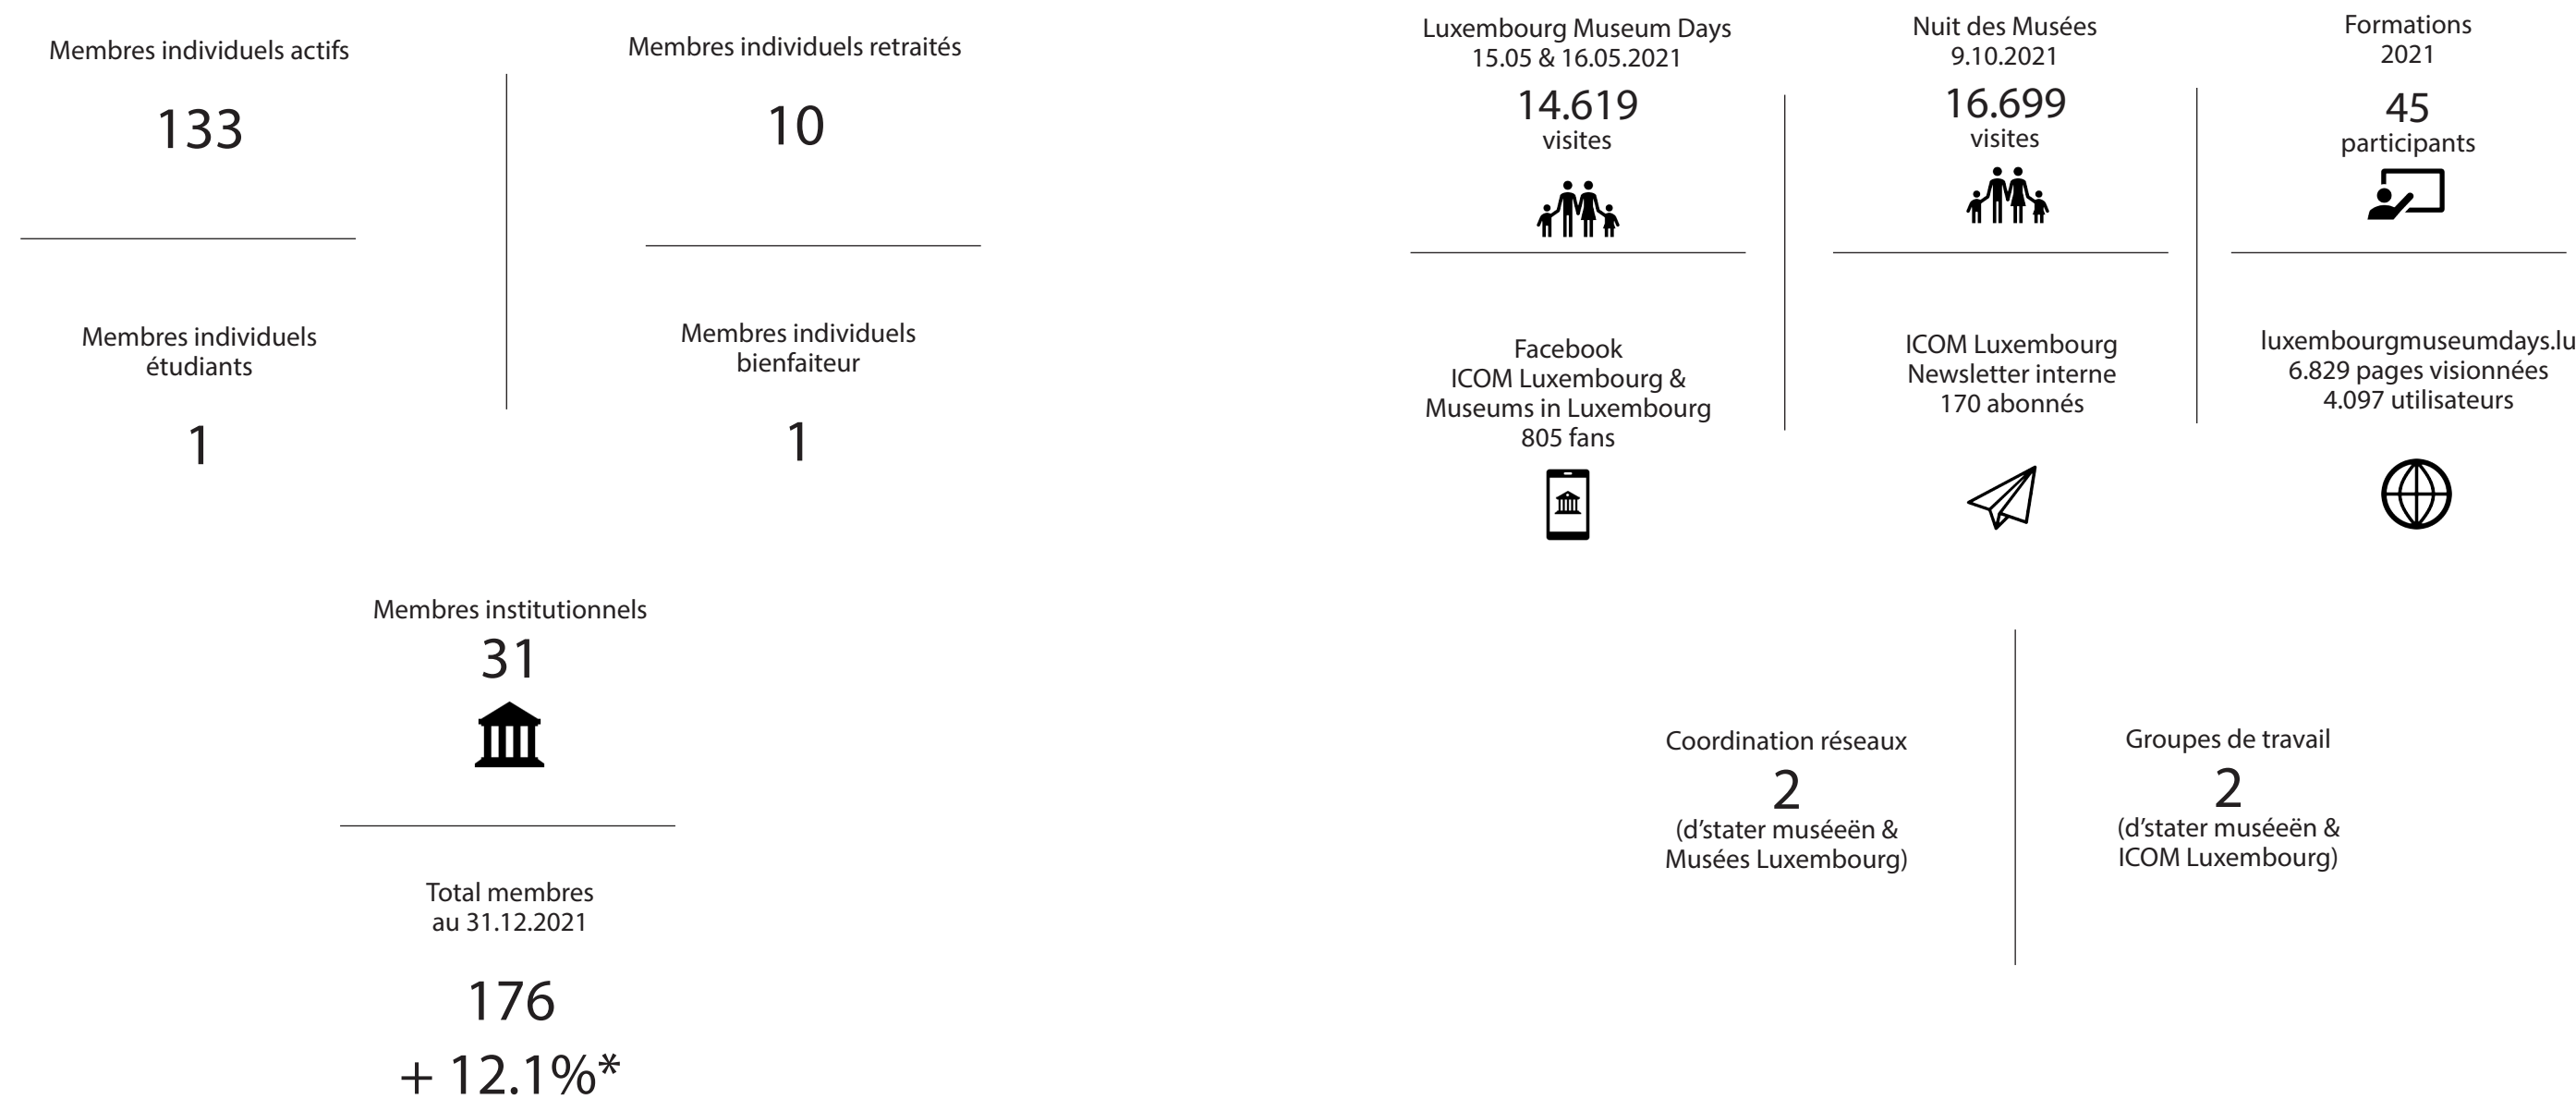 Membres individuels actifs
133
Membres individuels retraités
10
Membres individuels
étudiants
1
Membres individuels
bienfaiteur
1
Membres institutionnels
31
Total membres
au 31.12.2021
176
+ 12.1%*
Luxembourg Museum Days
15.05 & 16.05.2021
14.619
visites
Nuit des Musées
9.10.2021
16.699
visites
Formations
2021
45
participants
Facebook
ICOM Luxembourg &
Museums in Luxembourg
805 fans
ICOM Luxembourg
Newsletter interne
170 abonnés
luxembourgmuseumdays.lu
6.829 pages visionnées
4.097 utilisateurs
Coordination réseaux
2
(d'stater muséeën &
Musées Luxembourg)
Groupes de travail
2
(d'stater muséeën &
ICOM Luxembourg)